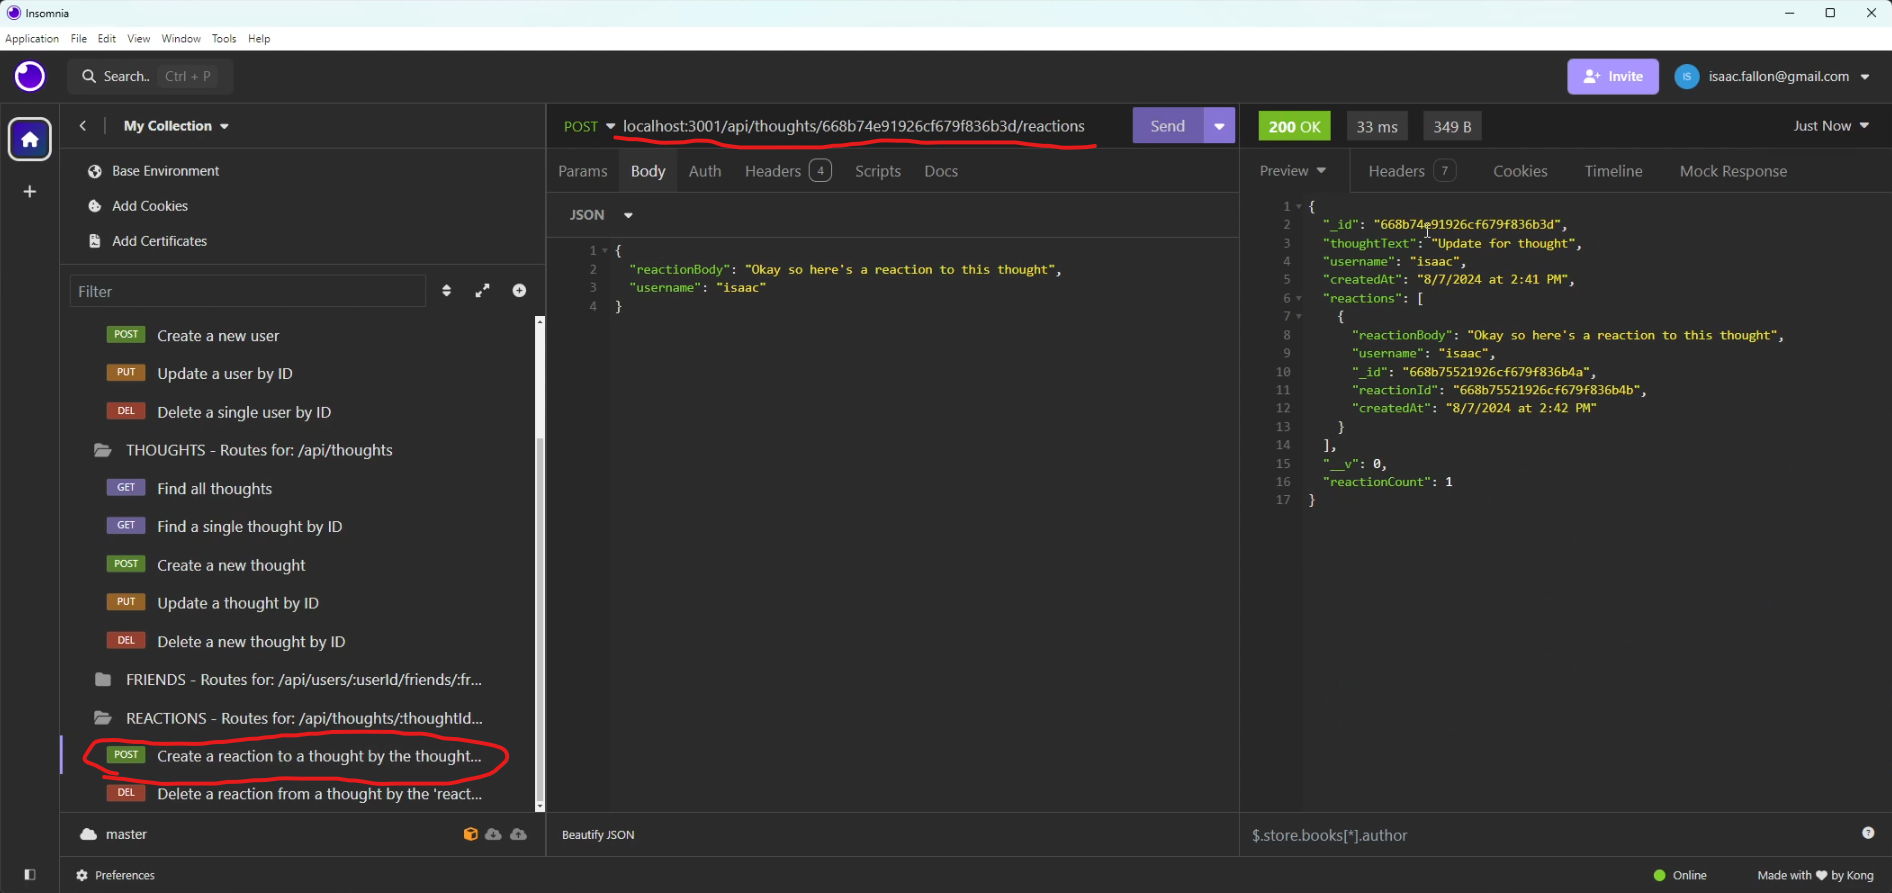 Insomnia
Application File Edit View Window Tools Help
Search.. Ctrl + P
Invite
IS
isaac.fallon@gmail.com
My Collection
Base Environment
Add Cookies
Add Certificates
Filter
POST Create a new user
PUT Update a user by ID
DEL Delete a single user by ID
THOUGHTS - Routes for: /api/thoughts
GET Find all thoughts
GET Find a single thought by ID
POST Create a new thought
PUT Update a thought by ID
DEL Delete a new thought by ID
FRIENDS - Routes for: /api/users/:userId/friends/:fr...
REACTIONS - Routes for: /api/thoughts/:thoughtId...
POST Create a reaction to a thought by the thought...
DEL Delete a reaction from a thought by the 'react...
master
Preferences
POST localhost:3001/api/thoughts/668b74e91926cf679f836b3d/reactions
Send
Params Body Auth Headers 4 Scripts Docs
JSON
1 {
2 "reactionBody": "Okay so here's a reaction to this thought",
3 "username": "isaac"
4 }
Beautify JSON
200 OK 33 ms 349 B
Just Now
Preview Headers 7 Cookies Timeline Mock Response
1 {
2 "_id": "668b74e91926cf679f836b3d",
3 "thoughtText": "Update for thought",
4 "username": "isaac",
5 "createdAt": "8/7/2024 at 2:41 PM",
6 "reactions": [
7 {
8 "reactionBody": "Okay so here's a reaction to this thought",
9 "username": "isaac",
10 "_id": "668b75521926cf679f836b4a",
11 "reactionId": "668b75521926cf679f836b4b",
12 "createdAt": "8/7/2024 at 2:42 PM"
13 }
14 ],
15 "__v": 0,
16 "reactionCount": 1
17 }
$.store.books[*].author
Online
Made with ♥ by Kong